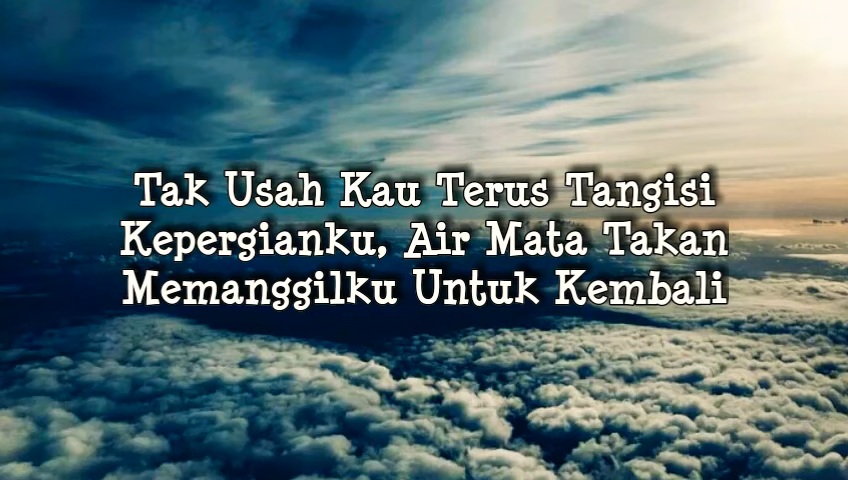 Tak Usah Kau Terus Tangisi
Kepergianku, Air Mata Takan
Memanggilku Untuk Kembali